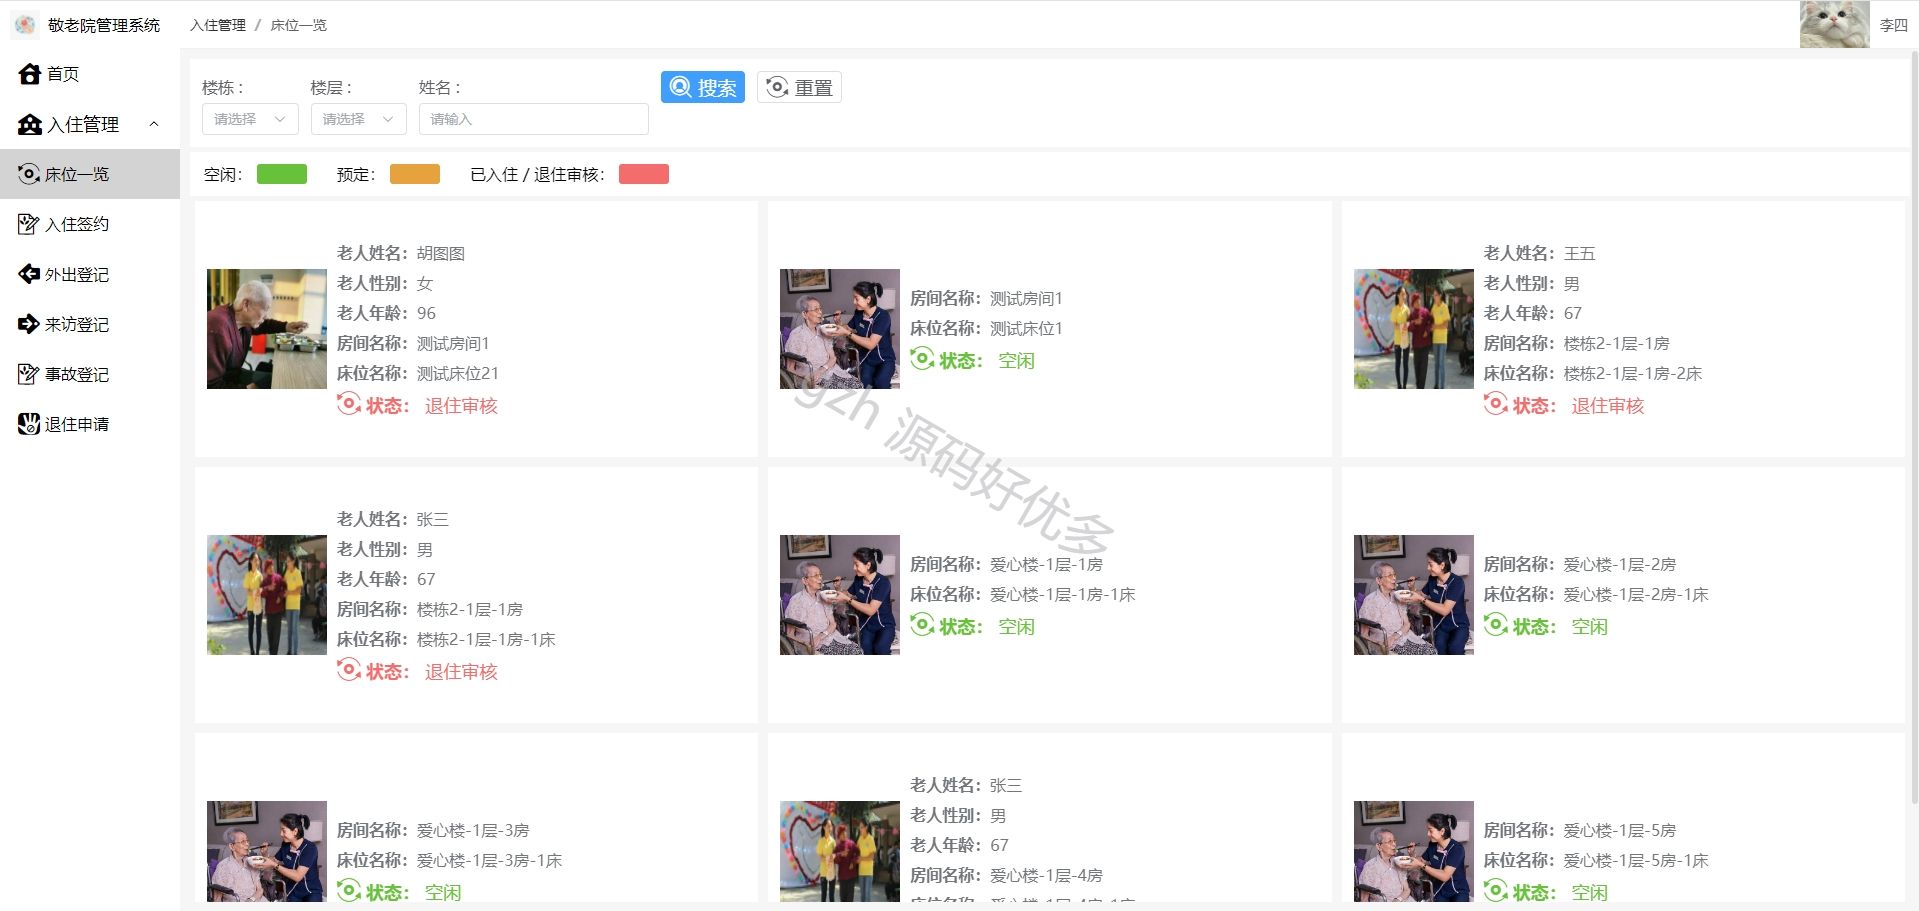 敬老院管理系统
入住管理 / 床位一览
李四
首页
入住管理
床位一览
入住签约
外出登记
来访登记
事故登记
退住申请
楼栋 :
请选择
楼层 :
请选择
姓名 :
请输入
搜索
重置
空闲：
预定：
已入住 / 退住审核：
老人姓名：胡图图
老人性别：女
老人年龄：96
房间名称：测试房间1
床位名称：测试床位21
状态： 退住审核
房间名称：测试房间1
床位名称：测试床位1
状态： 空闲
老人姓名：王五
老人性别：男
老人年龄：67
房间名称：楼栋2-1层-1房
床位名称：楼栋2-1层-1房-2床
状态： 退住审核
gzh 源码好优多
老人姓名：张三
老人性别：男
老人年龄：67
房间名称：楼栋2-1层-1房
床位名称：楼栋2-1层-1房-1床
状态： 退住审核
房间名称：爱心楼-1层-1房
床位名称：爱心楼-1层-1房-1床
状态： 空闲
房间名称：爱心楼-1层-2房
床位名称：爱心楼-1层-2房-1床
状态： 空闲
房间名称：爱心楼-1层-3房
床位名称：爱心楼-1层-3房-1床
状态： 空闲
老人姓名：张三
老人性别：男
老人年龄：67
房间名称：爱心楼-1层-4房
房间名称：爱心楼-1层-5房
床位名称：爱心楼-1层-5房-1床
状态： 空闲